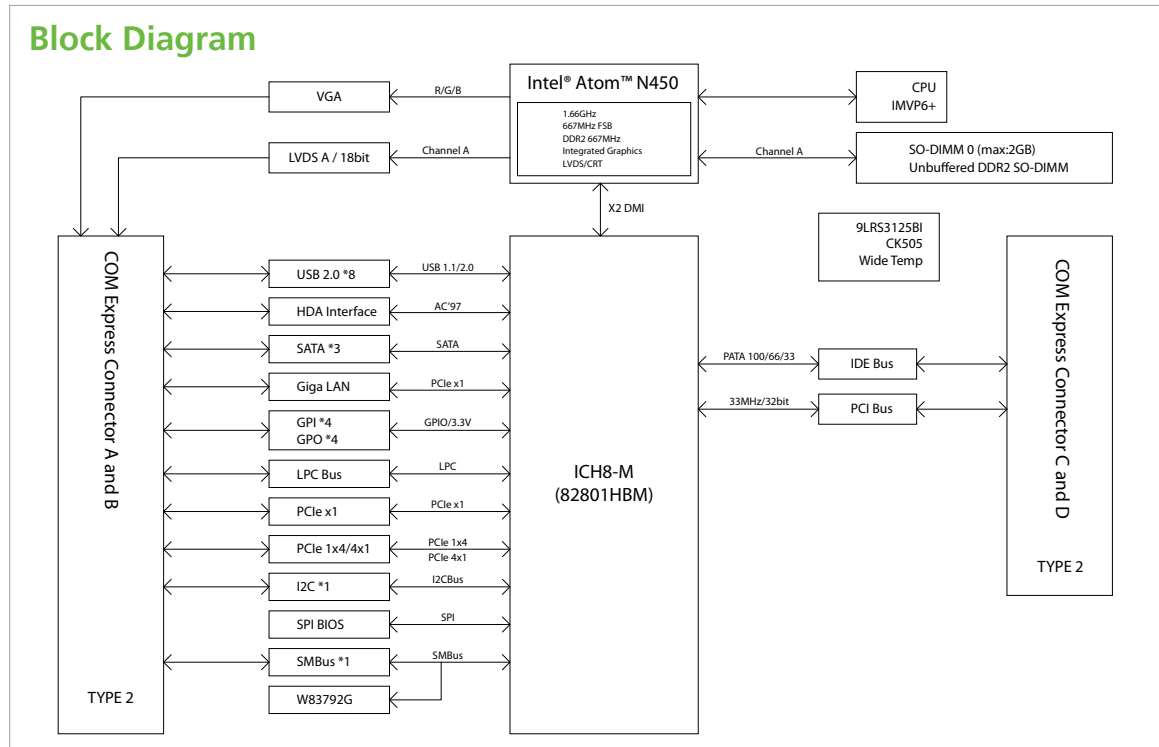 Block Diagram
VGA
R/G/B
Intel® Atom™ N450
1.66GHz
667MHz FSB
DDR2 667MHz
Integrated Graphics
LVDS/CRT
CPU
IMVP6+
LVDS A / 18bit
Channel A
Channel A
SO-DIMM 0 (max:2GB)
Unbuffered DDR2 SO-DIMM
X2 DMI
9LRS3125BI
CK505
Wide Temp
COM Express Connector A and B
TYPE 2
USB 2.0 *8
USB 1.1/2.0
HDA Interface
AC'97
SATA *3
SATA
Giga LAN
PCIe x1
GPI *4
GPO *4
GPIO/3.3V
LPC Bus
LPC
PCIe x1
PCIe x1
PCIe 1x4/4x1
PCIe 1x4
PCIe 4x1
I2C *1
I2CBus
SPI BIOS
SPI
SMBus *1
SMBus
W83792G
ICH8-M
(82801HBM)
PATA 100/66/33
IDE Bus
33MHz/32bit
PCI Bus
COM Express Connector C and D
TYPE 2